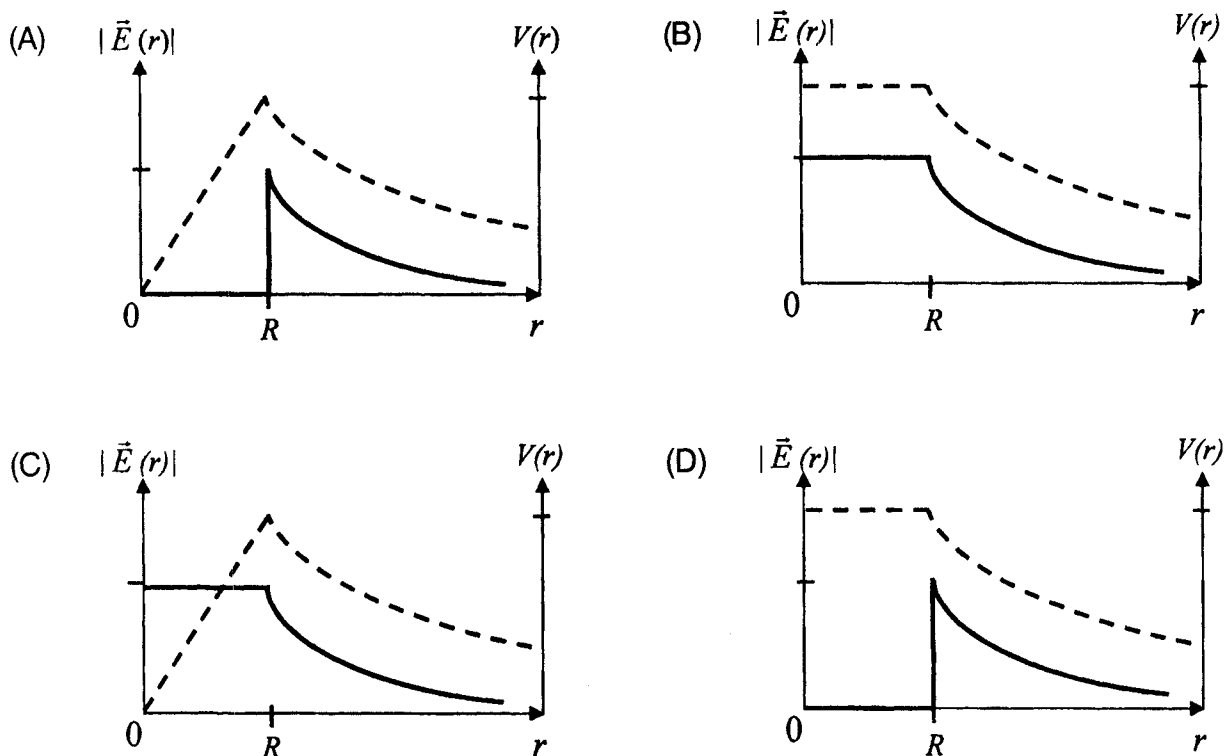 (A) | E⃗ (r)| V(r)
0 R r
(B) | E⃗ (r)| V(r)
0 R r
(C) | E⃗ (r)| V(r)
0 R r
(D) | E⃗ (r)| V(r)
0 R r